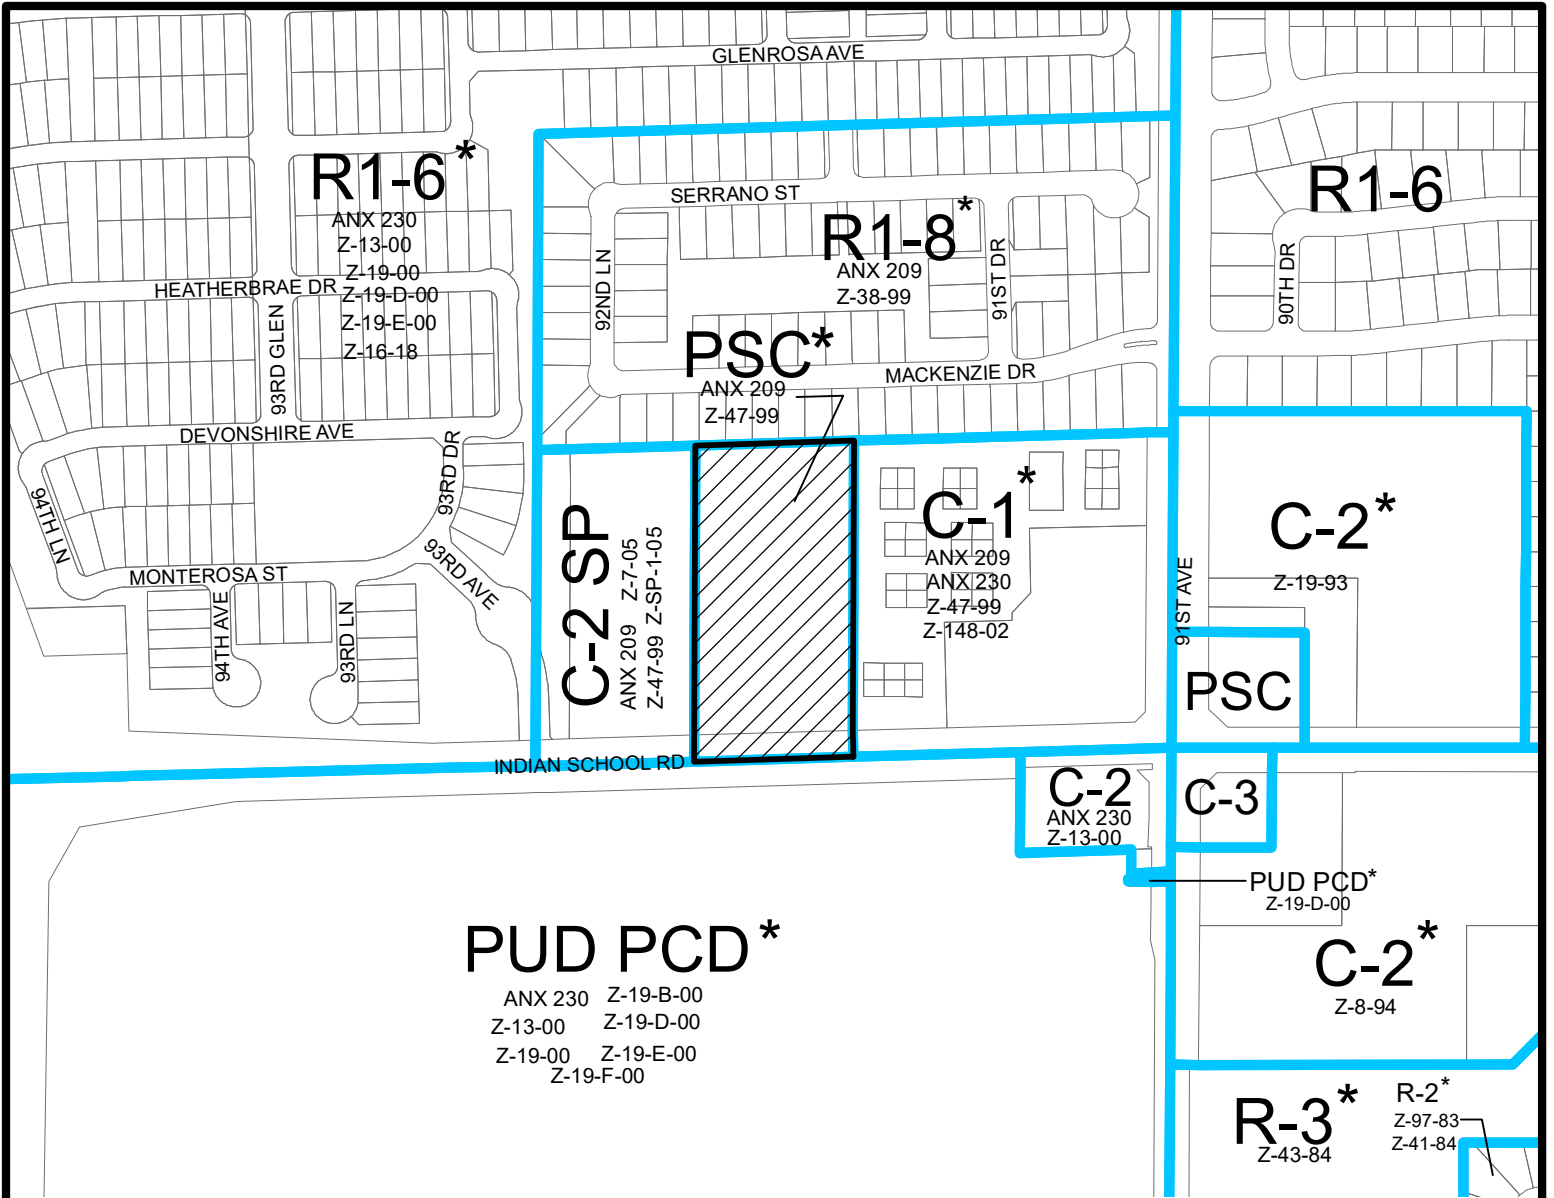 GLENROSA AVE
R1-6*
ANX 230
Z-13-00
Z-19-00
Z-19-D-00
Z-19-E-00
Z-16-18
HEATHERBRAE DR
93RD GLEN
DEVONSHIRE AVE
93RD DR
94TH LN
93RD AVE
MONTEROSA ST
94TH AVE
93RD LN
SERRANO ST
R1-8*
ANX 209
Z-38-99
92ND LN
91ST DR
PSC*
ANX 209
Z-47-99
MACKENZIE DR
R1-6
90TH DR
C-2 SP
ANX 209 Z-7-05
Z-47-99 Z-SP-1-05
C-1*
ANX 209
ANX 230
Z-47-99
Z-148-02
91ST AVE
C-2*
Z-19-93
PSC
INDIAN SCHOOL RD
C-2
ANX 230
Z-13-00
C-3
PUD PCD*
Z-19-D-00
PUD PCD*
ANX 230 Z-19-B-00
Z-13-00 Z-19-D-00
Z-19-00 Z-19-E-00
Z-19-F-00
C-2*
Z-8-94
R-3*
Z-43-84
R-2*
Z-97-83
Z-41-84